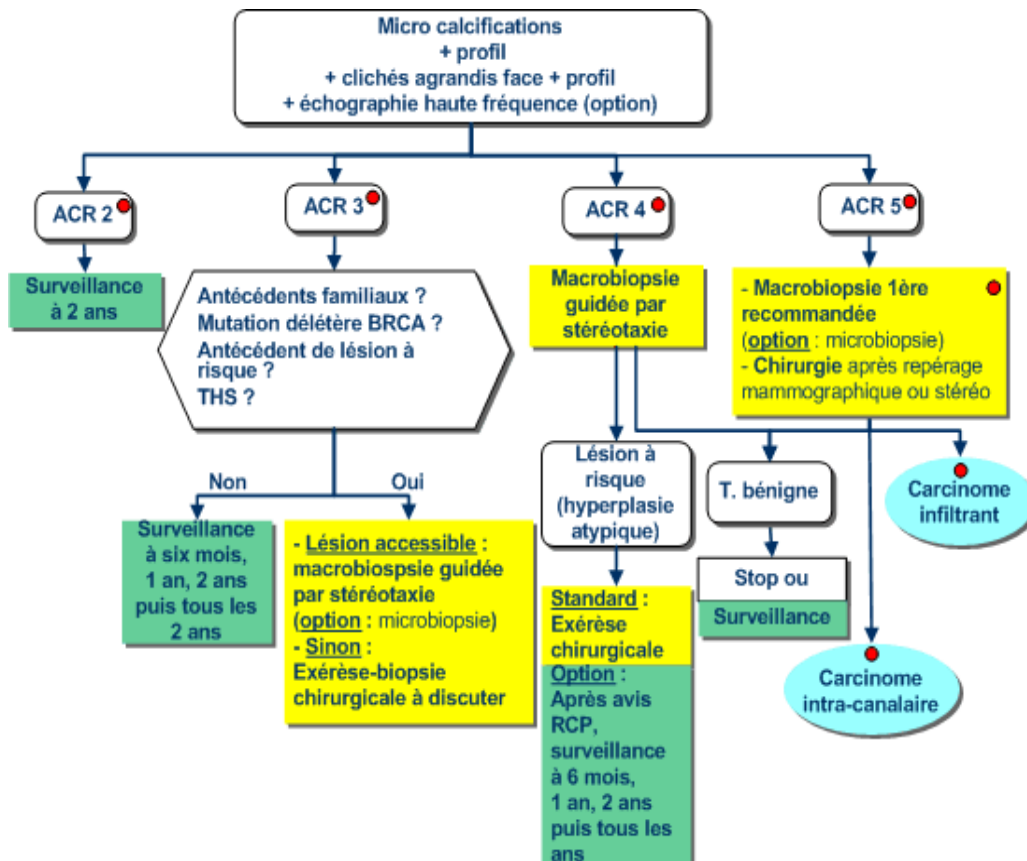 Micro calcifications
+ profil
+ clichés agrandis face + profil
+ échographie haute fréquence (option)
ACR 2
ACR 3
ACR 4
ACR 5
Surveillance
à 2 ans
Antécédents familiaux ?
Mutation délétère BRCA ?
Antécédent de lésion à
risque ?
THS ?
Macrobiopsie
guidée par
stéréotaxie
- Macrobiopsie 1ère
recommandée
(option : microbiopsie)
- Chirurgie après repérage
mammographique ou stéréo
Non
Oui
Surveillance
à six mois,
1 an, 2 ans
puis tous les
2 ans
- Lésion accessible :
macrobiospsie guidée
par stéréotaxie
(option : microbiopsie)
- Sinon :
Exérèse-biopsie
chirurgicale à discuter
Lésion à
risque
(hyperplasie
atypique)
T. bénigne
Carcinome
infiltrant
Standard :
Exérèse
chirurgicale
Option :
Après avis
RCP,
surveillance
à 6 mois,
1 an, 2 ans
puis tous les
ans
Stop ou
Surveillance
Carcinome
intra-canalaire